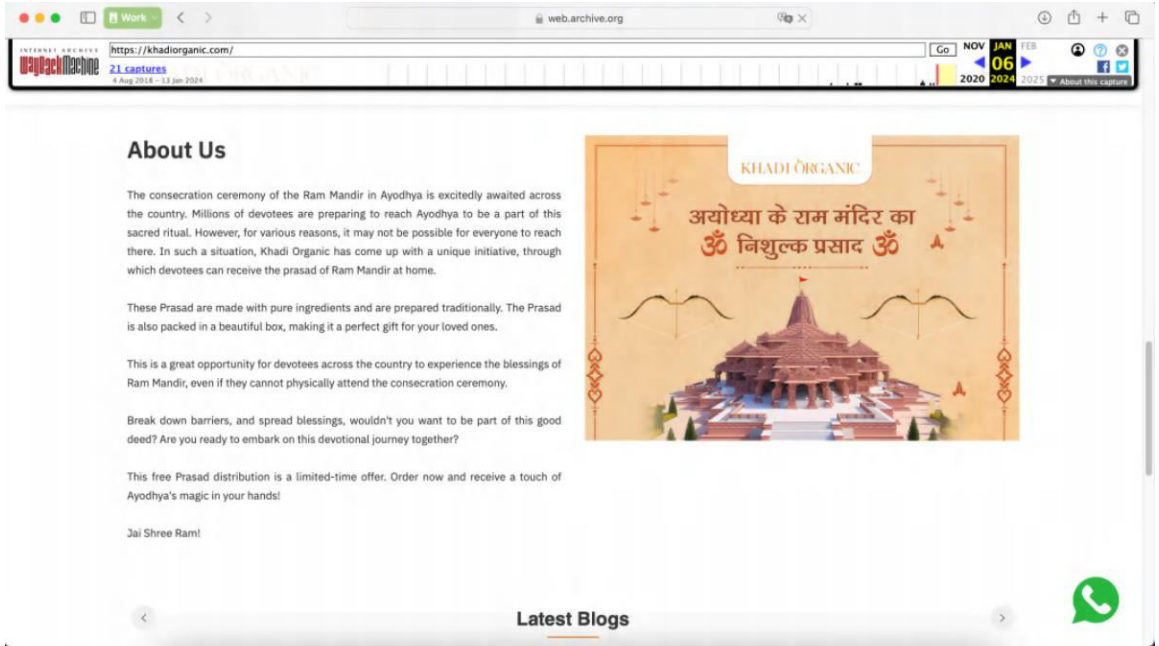 Work
web.archive.org
INTERNET ARCHIVE
WayBackMachine
https://khadiorganic.com/
Go
NOV JAN FEB
21 captures
06
4 Aug 2018 – 13 Jan 2024
2020 2024 2025
About this capture
About Us
The consecration ceremony of the Ram Mandir in Ayodhya is excitedly awaited across
the country. Millions of devotees are preparing to reach Ayodhya to be a part of this
sacred ritual. However, for various reasons, it may not be possible for everyone to reach
there. In such a situation, Khadi Organic has come up with a unique initiative, through
which devotees can receive the prasad of Ram Mandir at home.
These Prasad are made with pure ingredients and are prepared traditionally. The Prasad
is also packed in a beautiful box, making it a perfect gift for your loved ones.
This is a great opportunity for devotees across the country to experience the blessings of
Ram Mandir, even if they cannot physically attend the consecration ceremony.
Break down barriers, and spread blessings, wouldn't you want to be part of this good
deed? Are you ready to embark on this devotional journey together?
This free Prasad distribution is a limited-time offer. Order now and receive a touch of
Ayodhya's magic in your hands!
Jai Shree Ram!
KHADI ORGANIC
अयोध्या के राम मंदिर का
ॐ निशुल्क प्रसाद ॐ
Latest Blogs